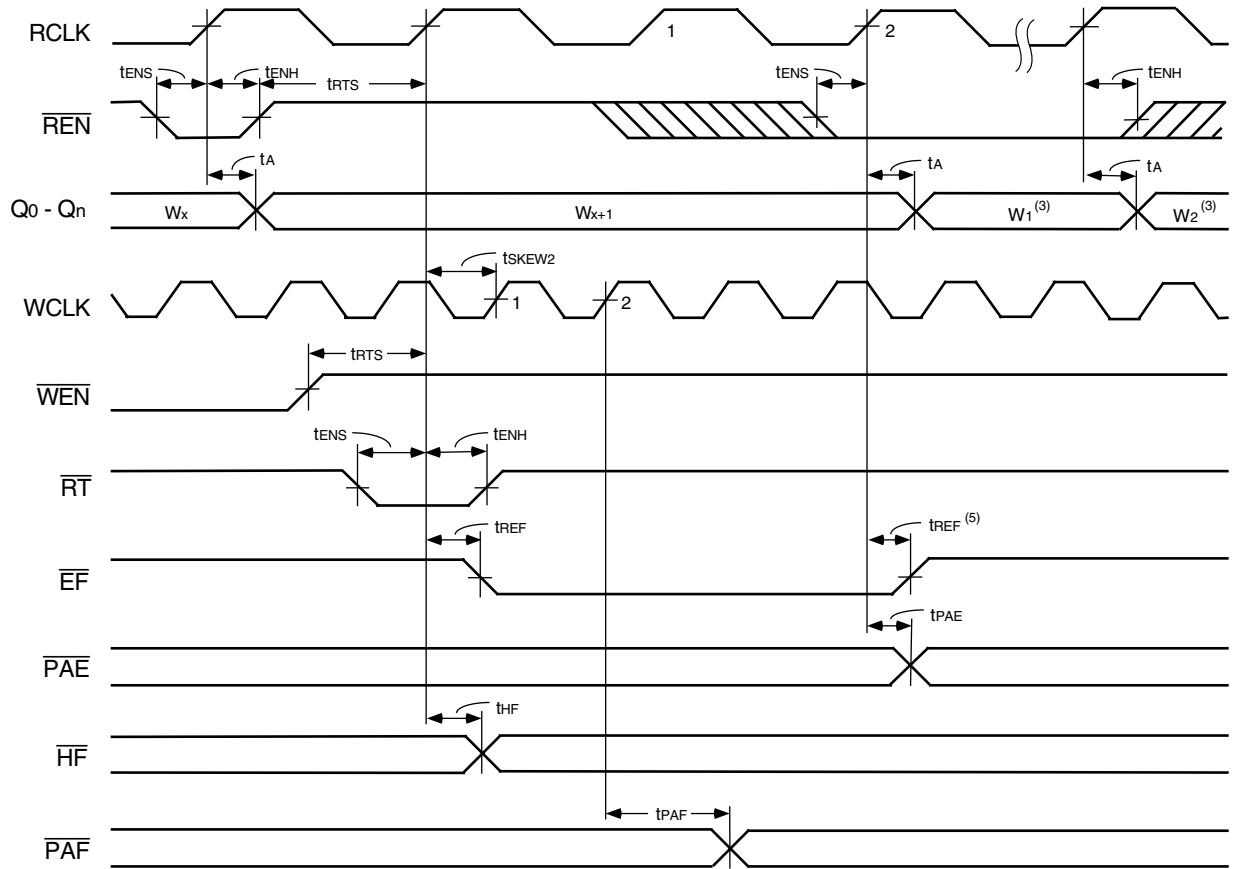 RCLK
1
2
tENS
tENH
tRTS
tENS
tENH
REN
tA
tA
tA
Q0 - Qn
Wx
Wx+1
W1(3)
W2(3)
tSKEW2
WCLK
1
2
tRTS
WEN
tENS
tENH
RT
tREF
tREF (5)
EF
tPAE
PAE
tHF
HF
tPAF
PAF